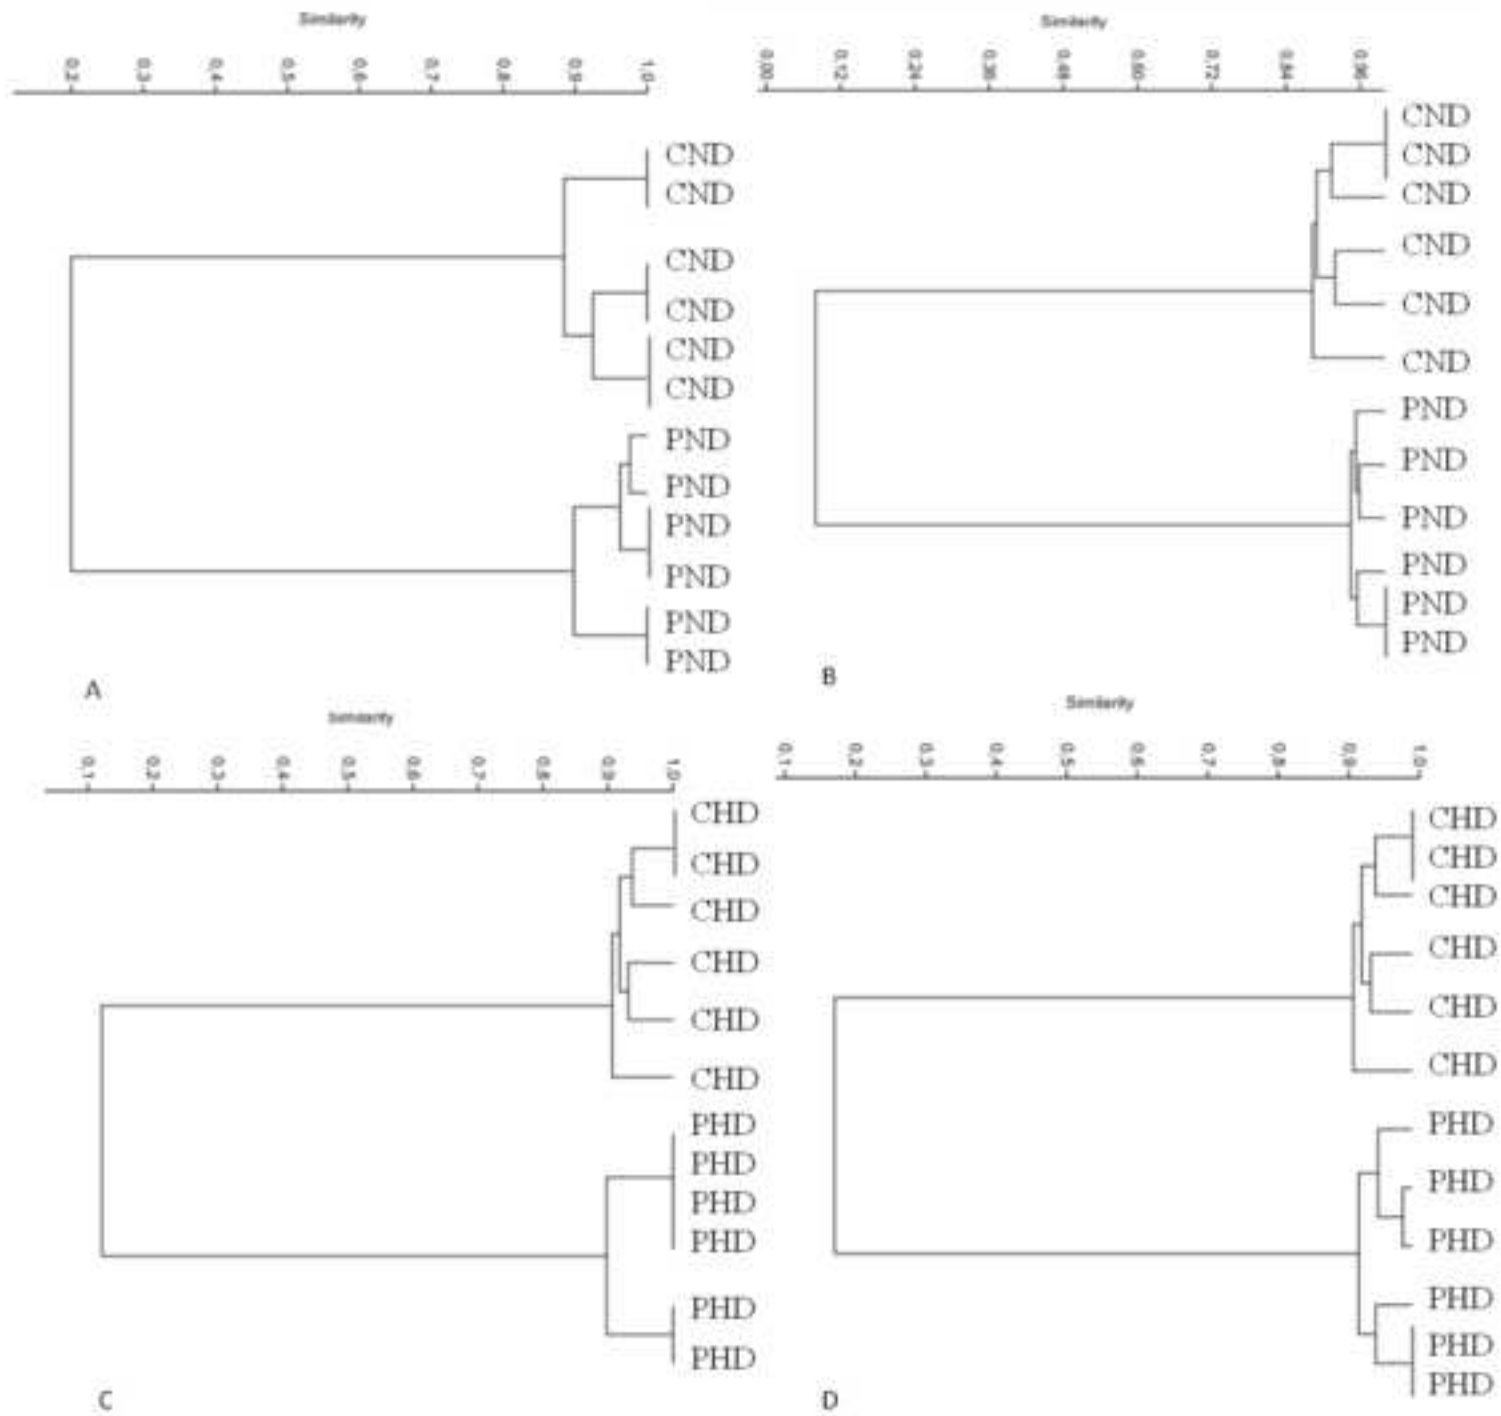 Similarity
0.2 0.3 0.4 0.5 0.6 0.7 0.8 0.9 1.0
CND
CND
CND
CND
CND
CND
PND
PND
PND
PND
PND
PND
A
Similarity
0.00 0.12 0.24 0.36 0.48 0.60 0.72 0.84 0.96
CND
CND
CND
CND
CND
CND
PND
PND
PND
PND
PND
PND
B
Similarity
0.1 0.2 0.3 0.4 0.5 0.6 0.7 0.8 0.9 1.0
CHD
CHD
CHD
CHD
CHD
CHD
PHD
PHD
PHD
PHD
PHD
PHD
C
Similarity
0.1 0.2 0.3 0.4 0.5 0.6 0.7 0.8 0.9 1.0
CHD
CHD
CHD
CHD
CHD
CHD
PHD
PHD
PHD
PHD
PHD
PHD
D